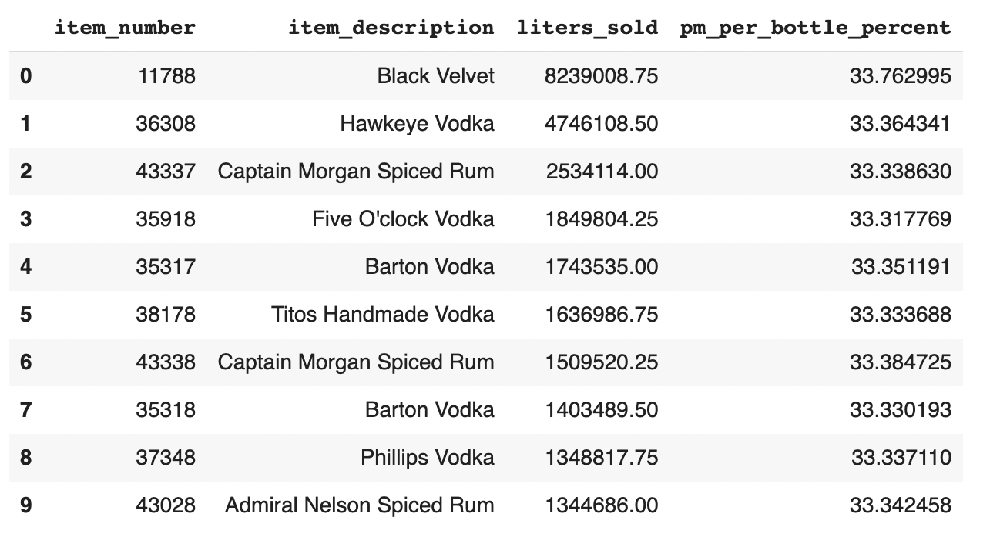 item_number item_description liters_sold pm_per_bottle_percent
0 11788 Black Velvet 8239008.75 33.762995
1 36308 Hawkeye Vodka 4746108.50 33.364341
2 43337 Captain Morgan Spiced Rum 2534114.00 33.338630
3 35918 Five O'clock Vodka 1849804.25 33.317769
4 35317 Barton Vodka 1743535.00 33.351191
5 38178 Titos Handmade Vodka 1636986.75 33.333688
6 43338 Captain Morgan Spiced Rum 1509520.25 33.384725
7 35318 Barton Vodka 1403489.50 33.330193
8 37348 Phillips Vodka 1348817.75 33.337110
9 43028 Admiral Nelson Spiced Rum 1344686.00 33.342458